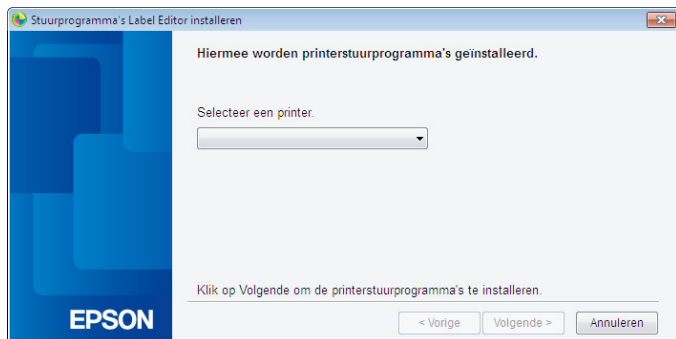 Stuurprogramma's Label Editor installeren
Hiermee worden printerstuurprogramma's geïnstalleerd.
Selecteer een printer.
Klik op Volgende om de printerstuurprogramma's te installeren.
EPSON
< Vorige
Volgende >
Annuleren